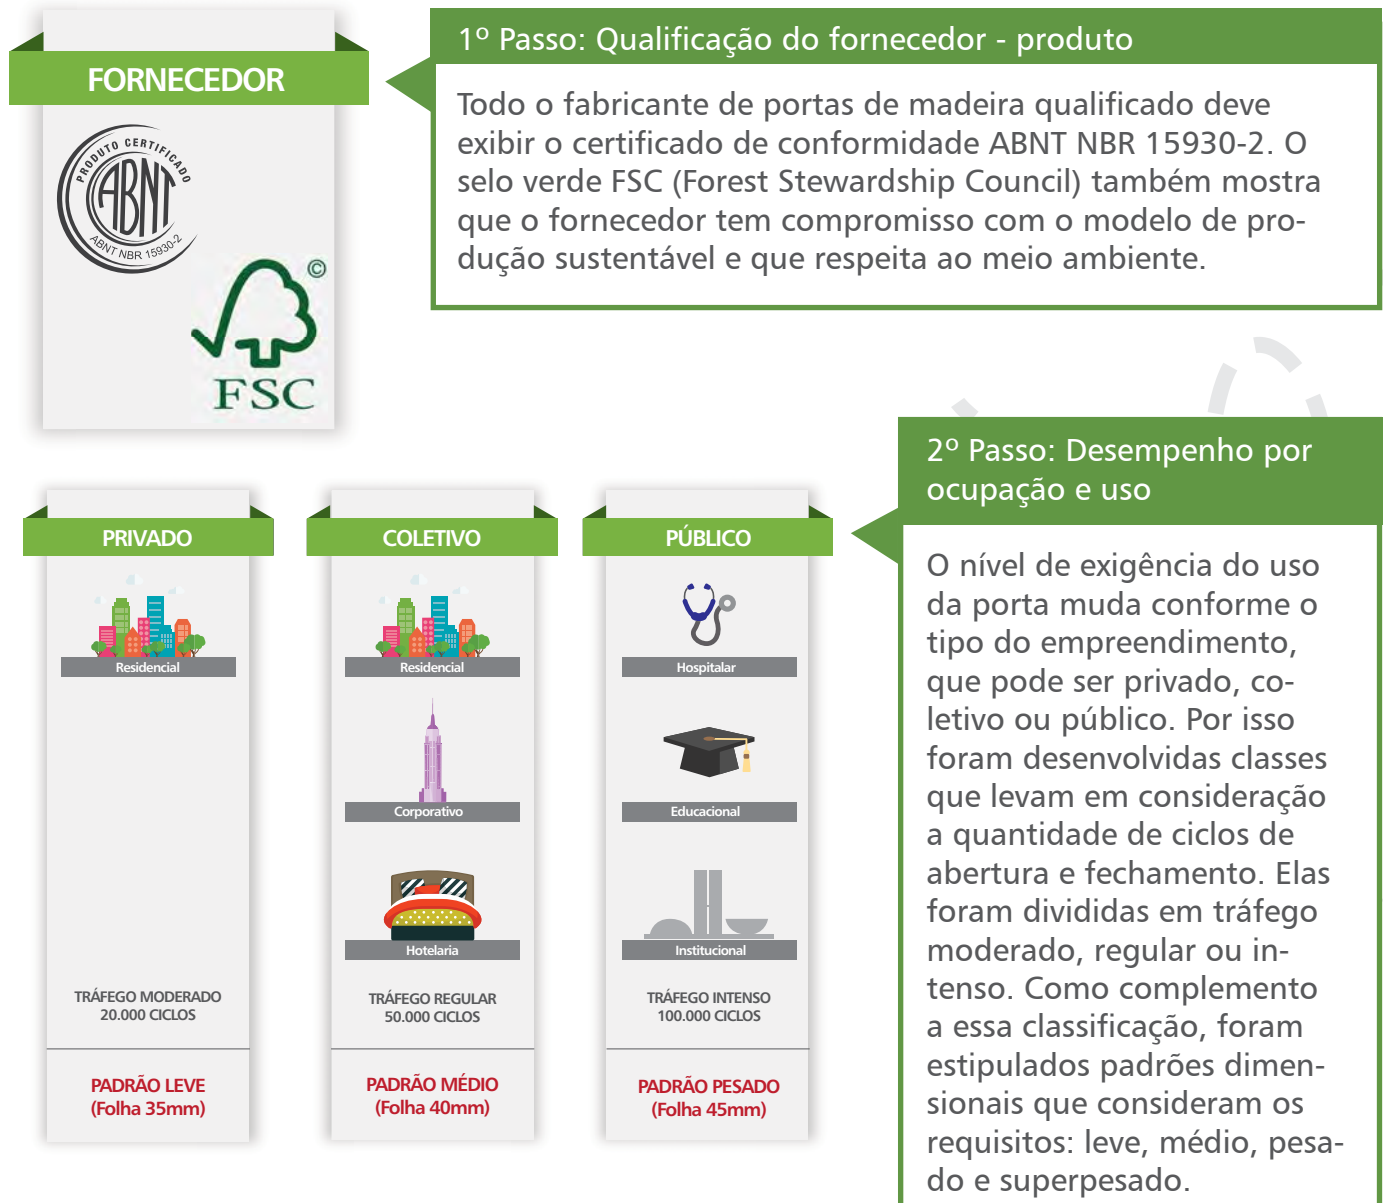 FORNECEDOR
PRODUTO CERTIFICADO
ABNT
ABNT NBR 15930-2
©
FSC
1º Passo: Qualificação do fornecedor - produto
Todo o fabricante de portas de madeira qualificado deve
exibir o certificado de conformidade ABNT NBR 15930-2. O
selo verde FSC (Forest Stewardship Council) também mostra
que o fornecedor tem compromisso com o modelo de pro-
dução sustentável e que respeita ao meio ambiente.
PRIVADO
Residencial
TRÁFEGO MODERADO
20.000 CICLOS
PADRÃO LEVE
(Folha 35mm)
COLETIVO
Residencial
Corporativo
Hotelaria
TRÁFEGO REGULAR
50.000 CICLOS
PADRÃO MÉDIO
(Folha 40mm)
PÚBLICO
Hospitalar
Educacional
Institucional
TRÁFEGO INTENSO
100.000 CICLOS
PADRÃO PESADO
(Folha 45mm)
2º Passo: Desempenho por
ocupação e uso
O nível de exigência do uso
da porta muda conforme o
tipo do empreendimento,
que pode ser privado, co-
letivo ou público. Por isso
foram desenvolvidas classes
que levam em consideração
a quantidade de ciclos de
abertura e fechamento. Elas
foram divididas em tráfego
moderado, regular ou in-
tenso. Como complemento
a essa classificação, foram
estipulados padrões dimen-
sionais que consideram os
requisitos: leve, médio, pesa-
do e superpesado.